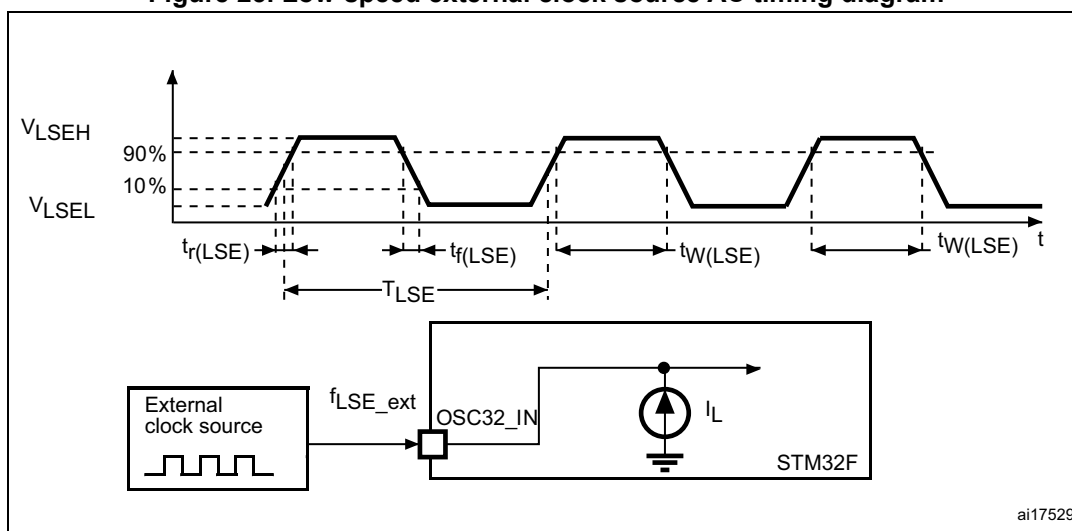 Figure 25. Low-speed external clock source AC timing diagram
VLSEH
90%
10%
VLSEL
tr(LSE)
tf(LSE)
tW(LSE)
tW(LSE)
t
TLSE
External
clock source
fLSE_ext
OSC32_IN
IL
STM32F
ai17529